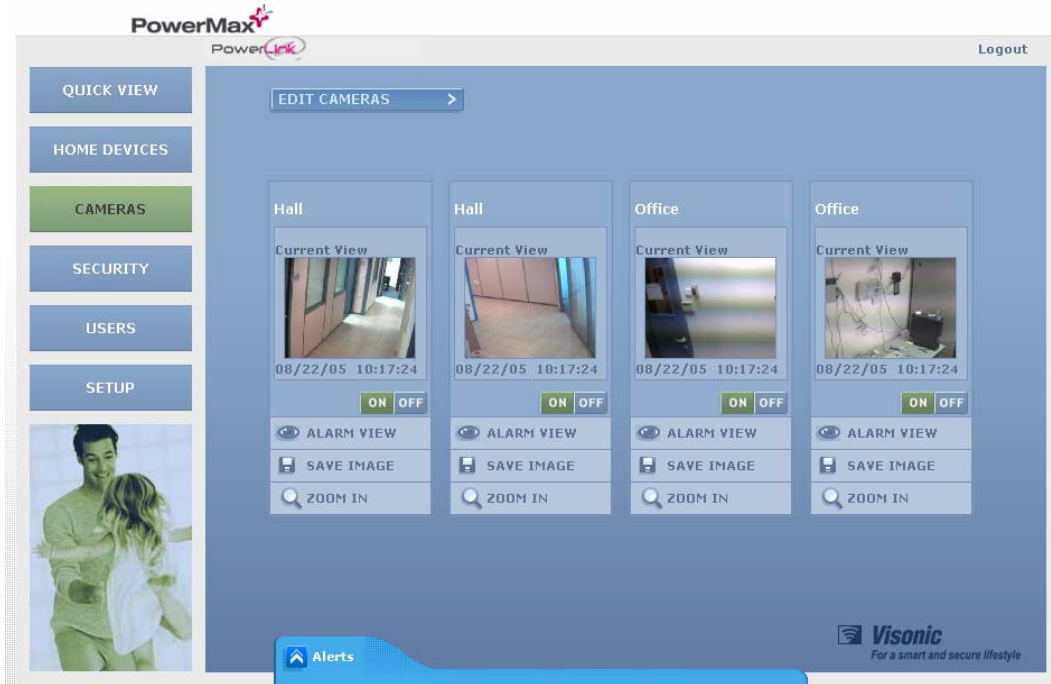 PowerMax
PowerLink
Logout
QUICK VIEW
HOME DEVICES
CAMERAS
SECURITY
USERS
SETUP
EDIT CAMERAS >
Hall
Current View
08/22/05 10:17:24
ON OFF
ALARM VIEW
SAVE IMAGE
ZOOM IN
Hall
Current View
08/22/05 10:17:24
ON OFF
ALARM VIEW
SAVE IMAGE
ZOOM IN
Office
Current View
08/22/05 10:17:24
ON OFF
ALARM VIEW
SAVE IMAGE
ZOOM IN
Office
Current View
08/22/05 10:17:24
ON OFF
ALARM VIEW
SAVE IMAGE
ZOOM IN
Alerts
Visonic
For a smart and secure lifestyle